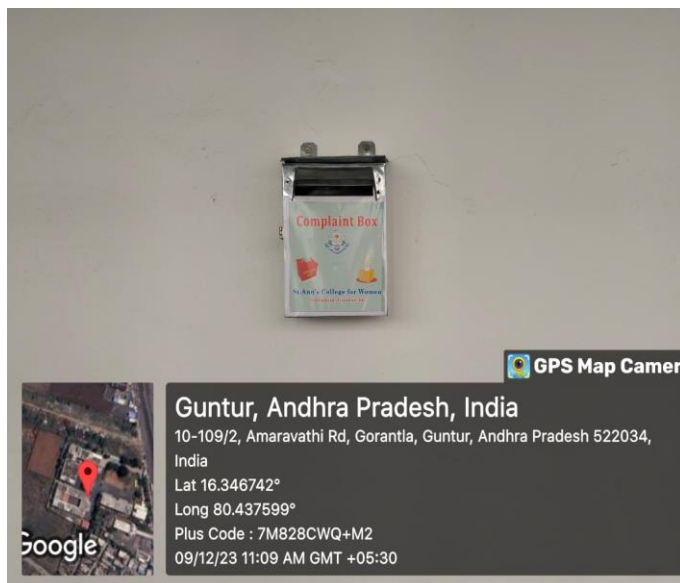 Complaint Box
St.Ann's College for Women
GPS Map Camer
Guntur, Andhra Pradesh, India
10-109/2, Amaravathi Rd, Gorantla, Guntur, Andhra Pradesh 522034,
India
Lat 16.346742°
Long 80.437599°
Plus Code : 7M828CWQ+M2
09/12/23 11:09 AM GMT +05:30
Google